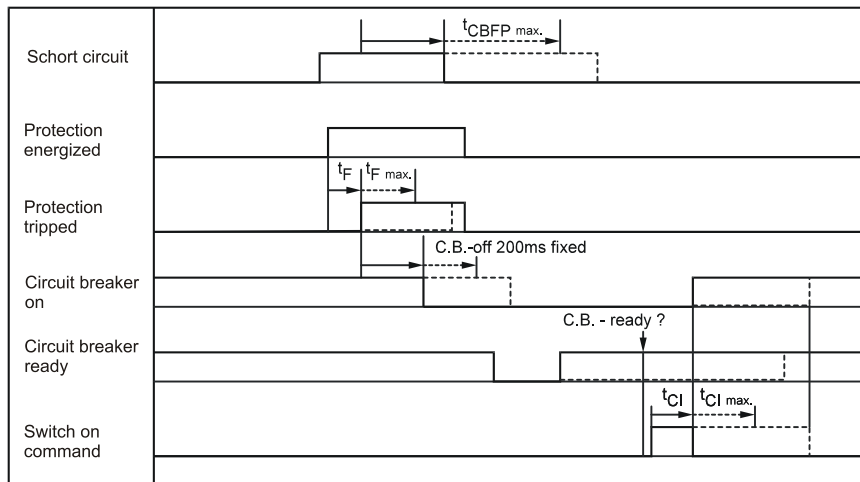 tCBFP max.
Schort circuit
Protection
energized
tF tF max.
Protection
tripped
C.B.-off 200ms fixed
Circuit breaker
on
C.B. - ready ?
Circuit breaker
ready
tCI tCI max.
Switch on
command